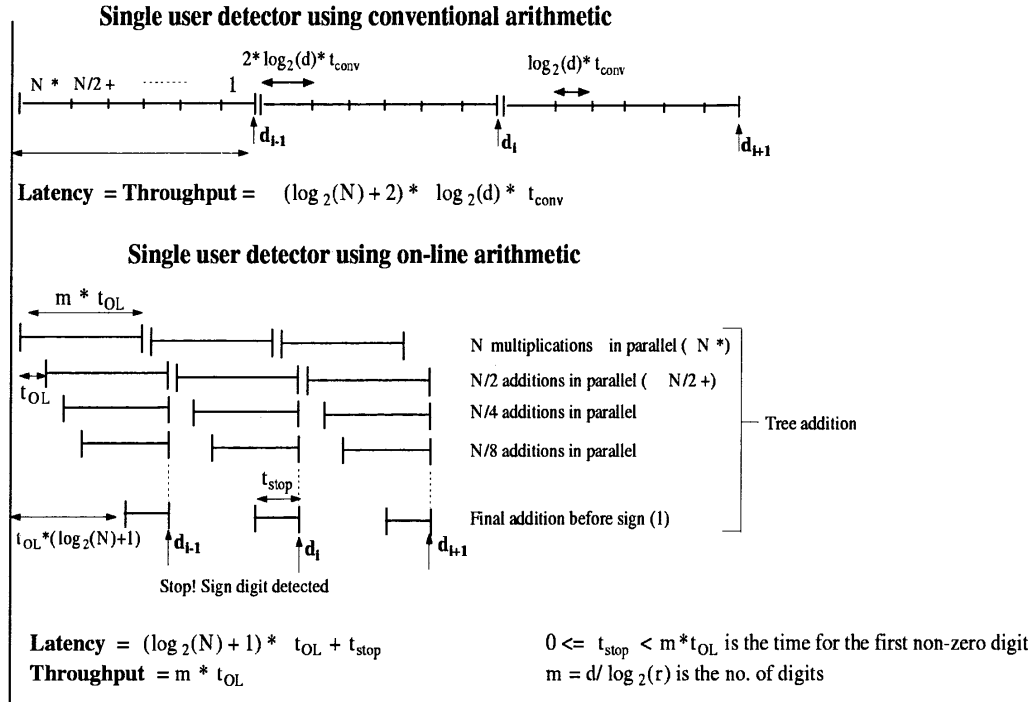 Single user detector using conventional arithmetic
2* log2(d)* tconv
log2(d)* tconv
N * N/2 + ........ 1
di-1
di
di+1
Latency = Throughput = (log2(N) + 2) * log2(d) * tconv
Single user detector using on-line arithmetic
m * tOL
N multiplications in parallel ( N *)
tOL
N/2 additions in parallel ( N/2 +)
N/4 additions in parallel
Tree addition
N/8 additions in parallel
tstop
Final addition before sign (1)
tOL*(log2(N)+1)
di-1
di
di+1
Stop! Sign digit detected
Latency = (log2(N) + 1) * tOL + tstop
0 <= tstop < m*tOL is the time for the first non-zero digit
Throughput = m * tOL
m = d/ log2(r) is the no. of digits